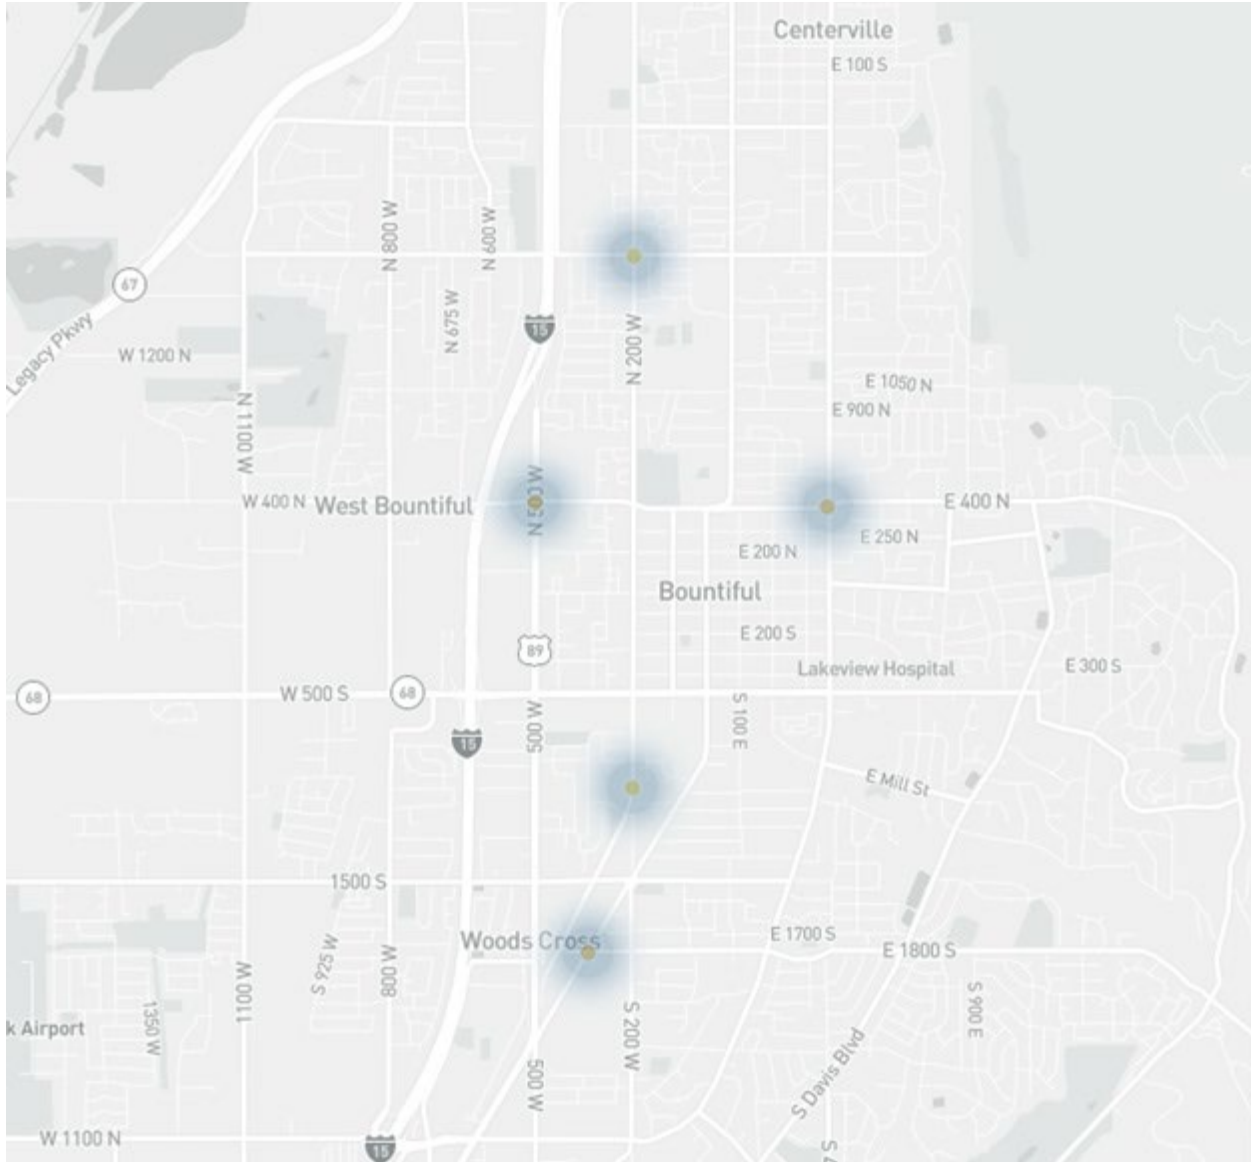 Centerville
E 100 S
N 800 W
N 600 W
67
N 675 W
15
Legacy Pkwy
W 1200 N
N 200 W
E 1050 N
E 900 N
N 1100 W
W 400 N
West Bountiful
E 400 N
E 250 N
E 200 N
Bountiful
E 200 S
89
Lakeview Hospital
E 300 S
68
W 500 S
68
500 W
S 100 E
15
E Mill St
1500 S
Woods Cross
E 1700 S
E 1800 S
S 925 W
800 W
1100 W
1350 W
k Airport
S 200 W
S 900 E
500 W
S Davis Blvd
W 1100 N
15